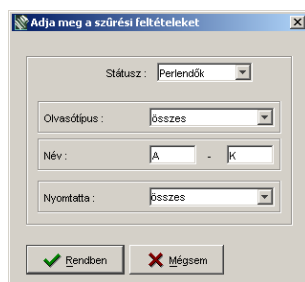 Adja meg a szűrési feltételeket
Státusz : Perlendők
Olvasótípus : összes
Név : A - K
Nyomtatta : összes
Rendben Mégsem